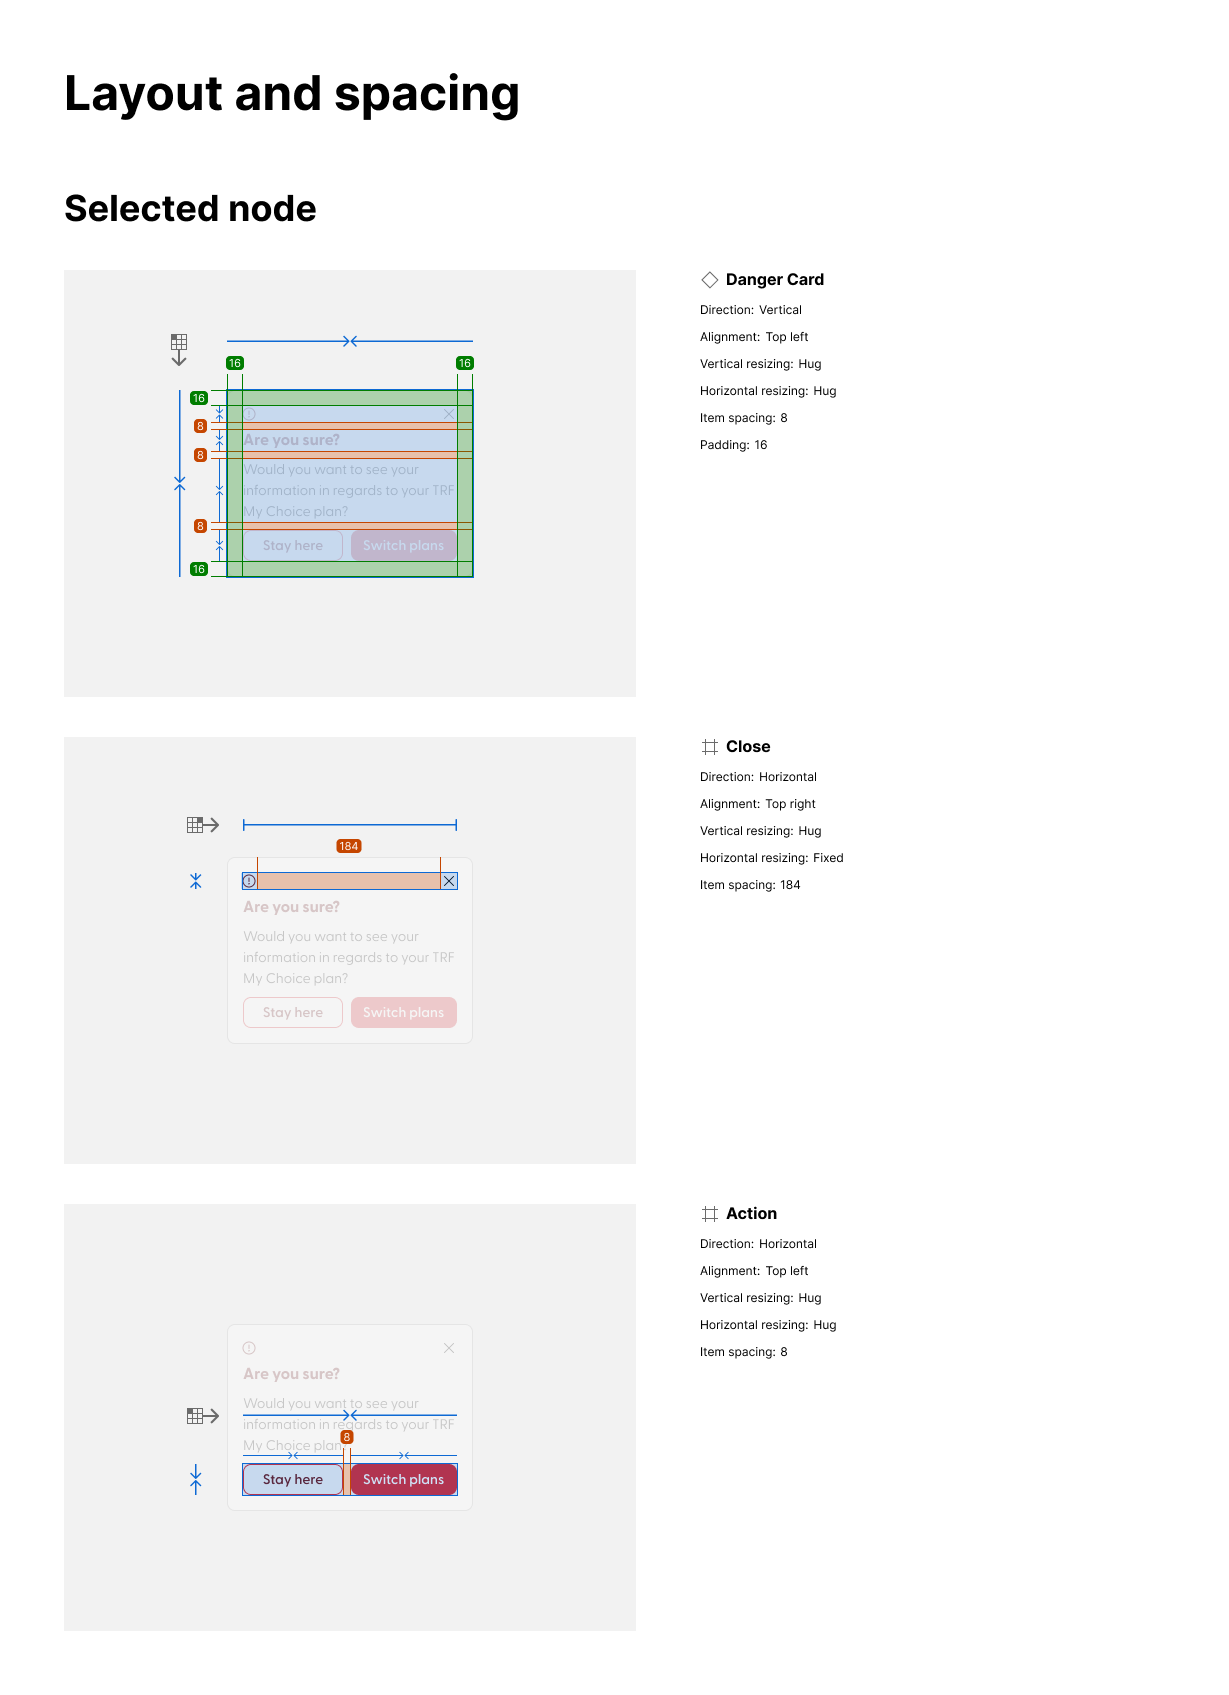 Layout and spacing
Selected node
Danger Card
Direction: Vertical
Alignment: Top left
Vertical resizing: Hug
Horizontal resizing: Hug
Item spacing: 8
Padding: 16
16
16
16
8
Are you sure?
8
Would you want to see your
information in regards to your TRF
My Choice plan?
8
Stay here
Switch plans
16
Close
Direction: Horizontal
Alignment: Top right
Vertical resizing: Hug
Horizontal resizing: Fixed
Item spacing: 184
184
Are you sure?
Would you want to see your
information in regards to your TRF
My Choice plan?
Stay here
Switch plans
Action
Direction: Horizontal
Alignment: Top left
Vertical resizing: Hug
Horizontal resizing: Hug
Item spacing: 8
Are you sure?
Would you want to see your
information in regards to your TRF
8
My Choice plan
Stay here
Switch plans